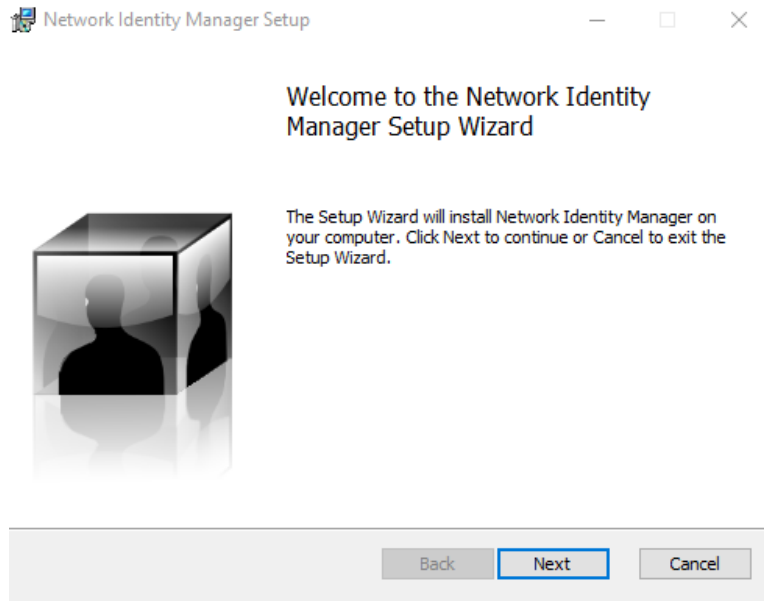 Network Identity Manager Setup
Welcome to the Network Identity
Manager Setup Wizard
The Setup Wizard will install Network Identity Manager on
your computer. Click Next to continue or Cancel to exit the
Setup Wizard.
Back Next Cancel